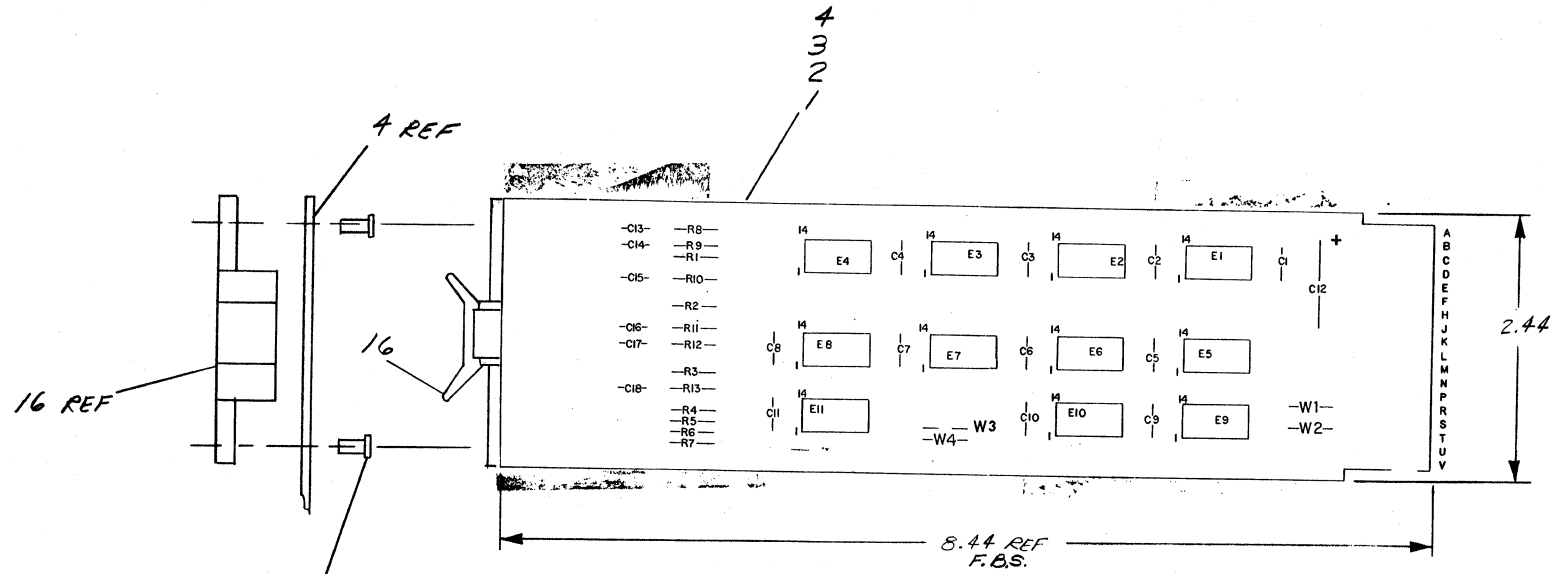 4
3
2
4 REF
16 REF
16
-C13- -R8-
-C14- -R9-
-R1-
-C15- -R10-
-R2-
-C16- -R11-
-C17- -R12-
-R3-
-C18- -R13-
-R4-
-R5-
-R6-
-R7-
14 E4 1 C4
14 E3 1 C3
14 E2 1 C2
14 E1 1 C1
+ C12
C8 14 E8 1
C7 14 E7 1
C6 14 E6 1
C5 14 E5 1
C11 14 E11 1
W3
-W4-
C10 14 E10 1
C9 14 E9 1
-W1-
-W2-
A
B
C
D
E
F
H
J
K
L
M
N
P
R
S
T
U
V
2.44
8.44 REF
F.B.S.